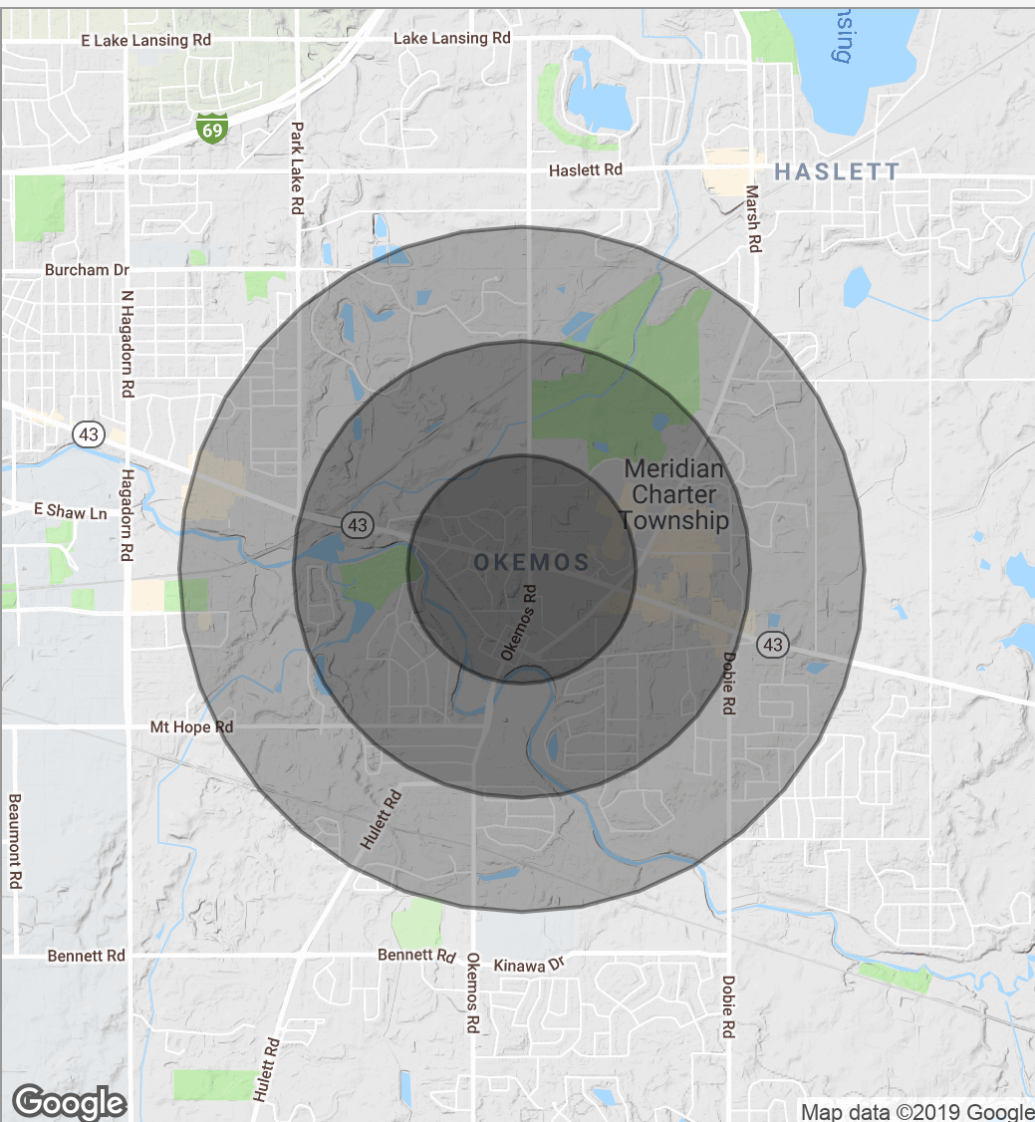 E Lake Lansing Rd
Lake Lansing Rd
nsing
69
Park Lake Rd
Haslett Rd
HASLETT
Marsh Rd
Burcham Dr
N Hagadorn Rd
43
Meridian
Charter
Township
Hagadorn Rd
E Shaw Ln
43
OKEMOS
Okemos Rd
43
Dobie Rd
Mt Hope Rd
Hulett Rd
Beaumont Rd
Bennett Rd
Bennett Rd
Kinawa Dr
Okemos Rd
Dobie Rd
Hulett Rd
Google
Map data ©2019 Google